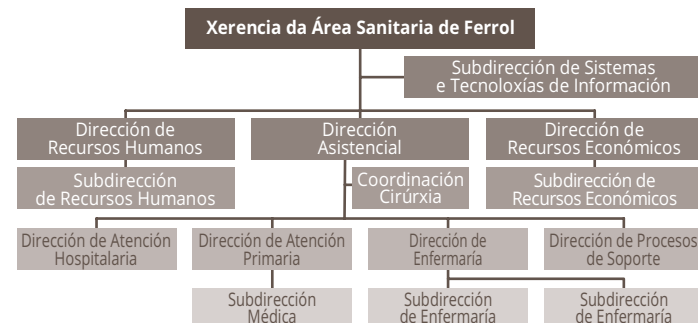 Xerencia da Área Sanitaria de Ferrol
Subdirección de Sistemas
e Tecnoloxías de Información
Dirección de
Recursos Humanos
Dirección
Asistencial
Dirección de
Recursos Económicos
Subdirección
de Recursos Humanos
Coordinación
Cirúrxia
Subdirección de
Recursos Económicos
Dirección de Atención
Hospitalaria
Dirección de Atención
Primaria
Dirección de
Enfermaría
Dirección de Procesos
de Soporte
Subdirección
Médica
Subdirección
de Enfermaría
Subdirección
de Enfermaría